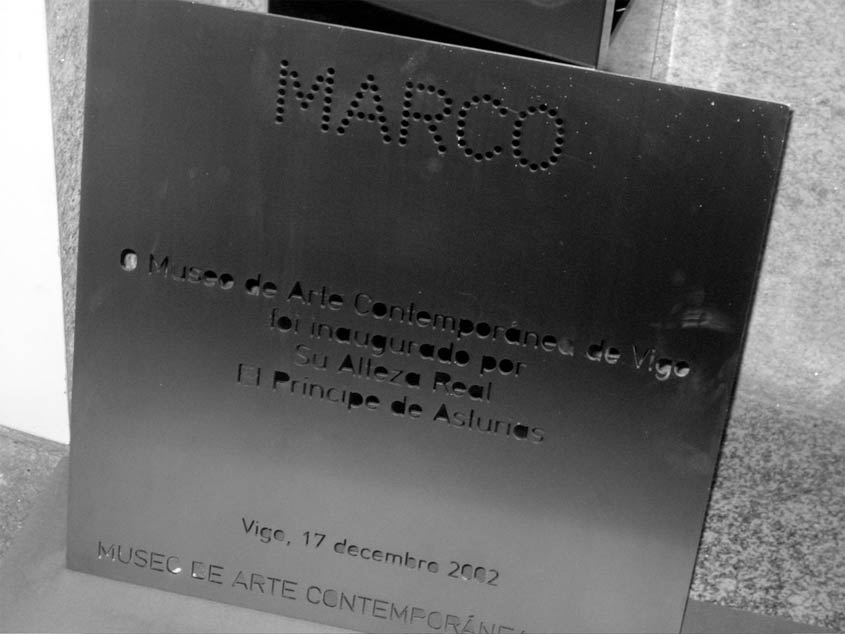 MARCO
O Museo de Arte Contemporánea de Vigo
foi inaugurado por
Su Alteza Real
El Príncipe de Asturias
Vigo, 17 decembro 2002
MUSEO DE ARTE CONTEMPORÁNEA